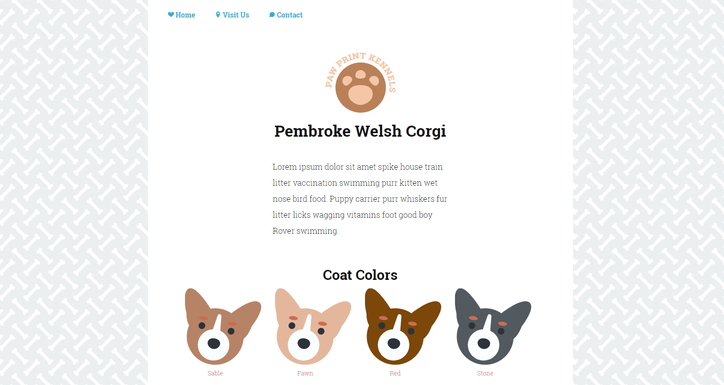 Home Visit Us Contact
PAW PRINT KENNELS
Pembroke Welsh Corgi
Lorem ipsum dolor sit amet spike house train
litter vaccination swimming purr kitten wet
nose bird food. Puppy carrier purr whiskers fur
litter licks wagging vitamins foot good boy
Rover swimming.
Coat Colors
Sable Fawn Red Stone